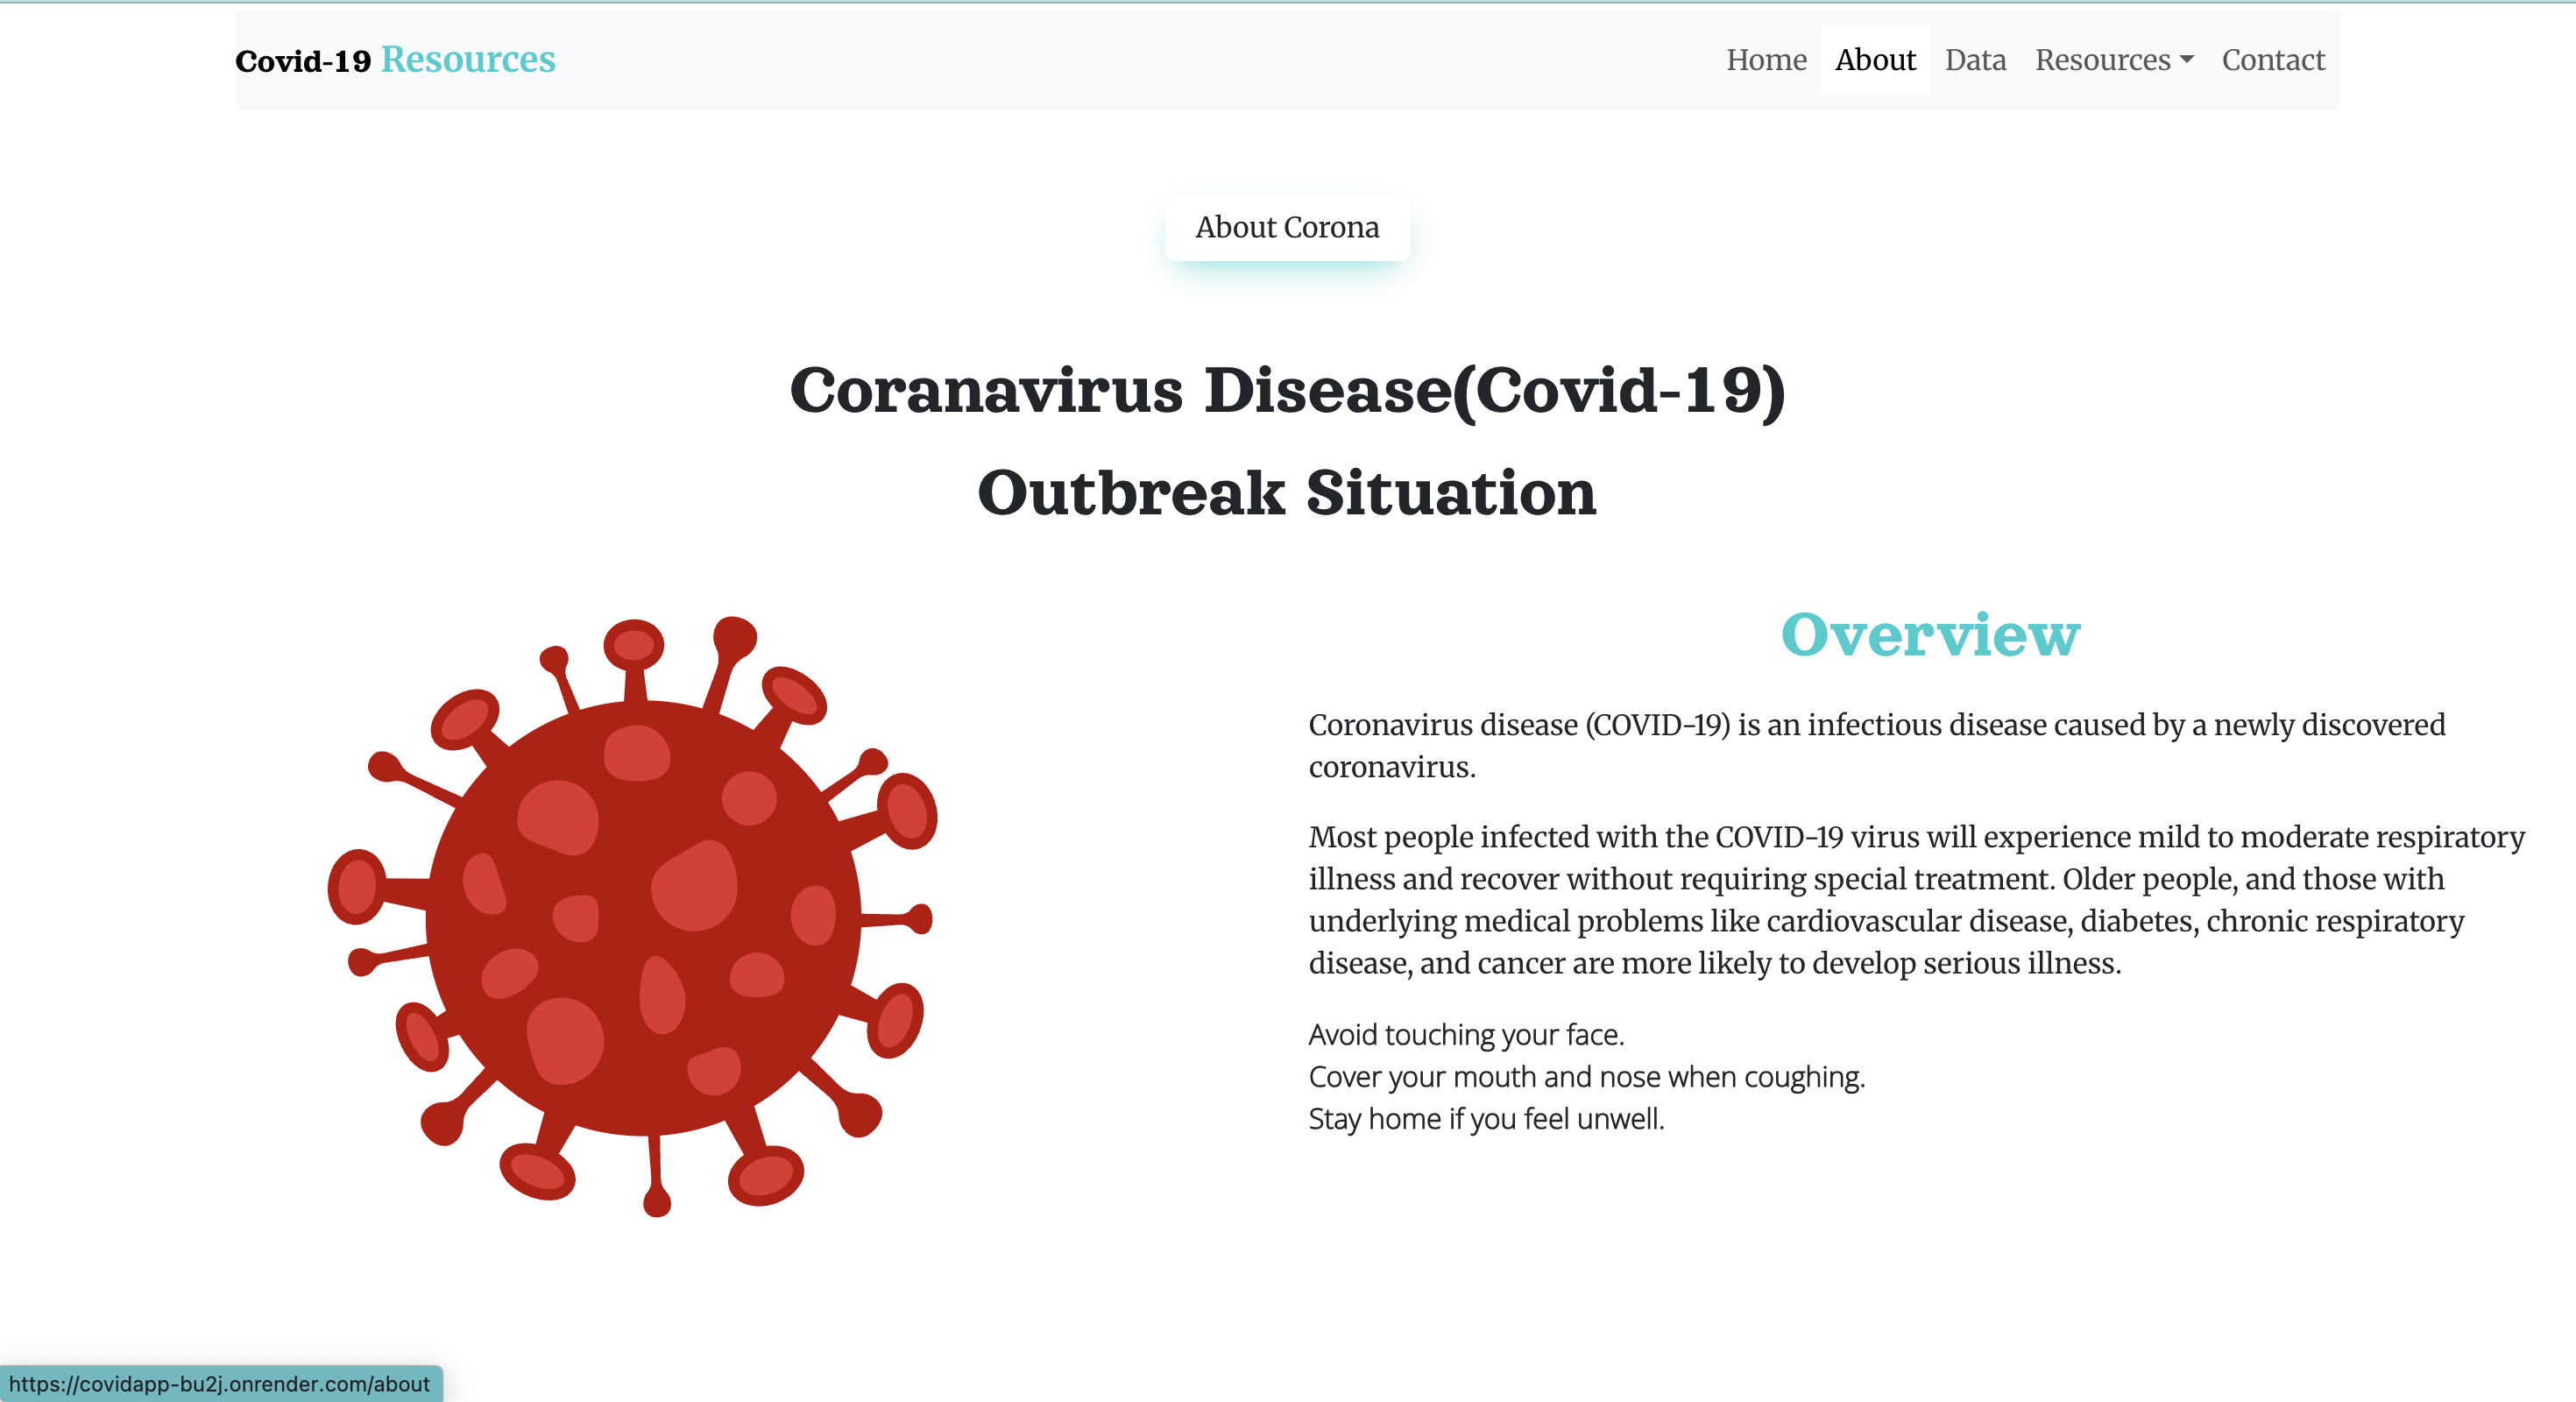 Covid-19 Resources
Home About Data Resources Contact
About Corona
Coranavirus Disease(Covid-19)
Outbreak Situation
Overview
Coronavirus disease (COVID-19) is an infectious disease caused by a newly discovered
coronavirus.
Most people infected with the COVID-19 virus will experience mild to moderate respiratory
illness and recover without requiring special treatment. Older people, and those with
underlying medical problems like cardiovascular disease, diabetes, chronic respiratory
disease, and cancer are more likely to develop serious illness.
Avoid touching your face.
Cover your mouth and nose when coughing.
Stay home if you feel unwell.
https://covidapp-bu2j.onrender.com/about